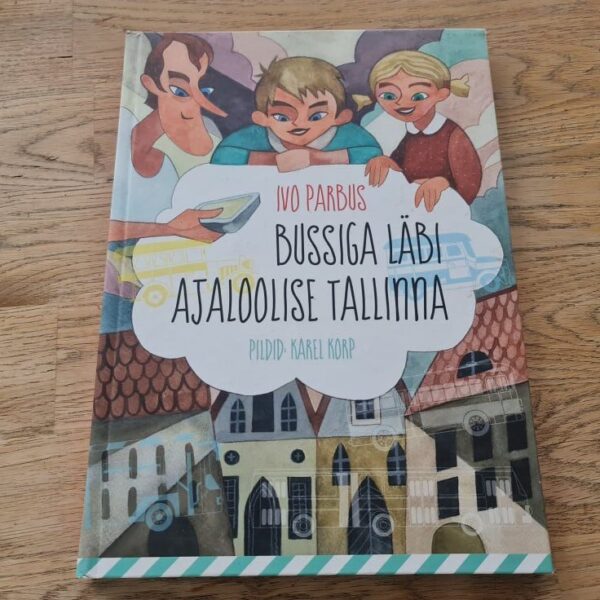 IVO PARBUS
BUSSIGA LÄBI
AJALOOLISE TALLINNA
PILDID: KAREL KORP